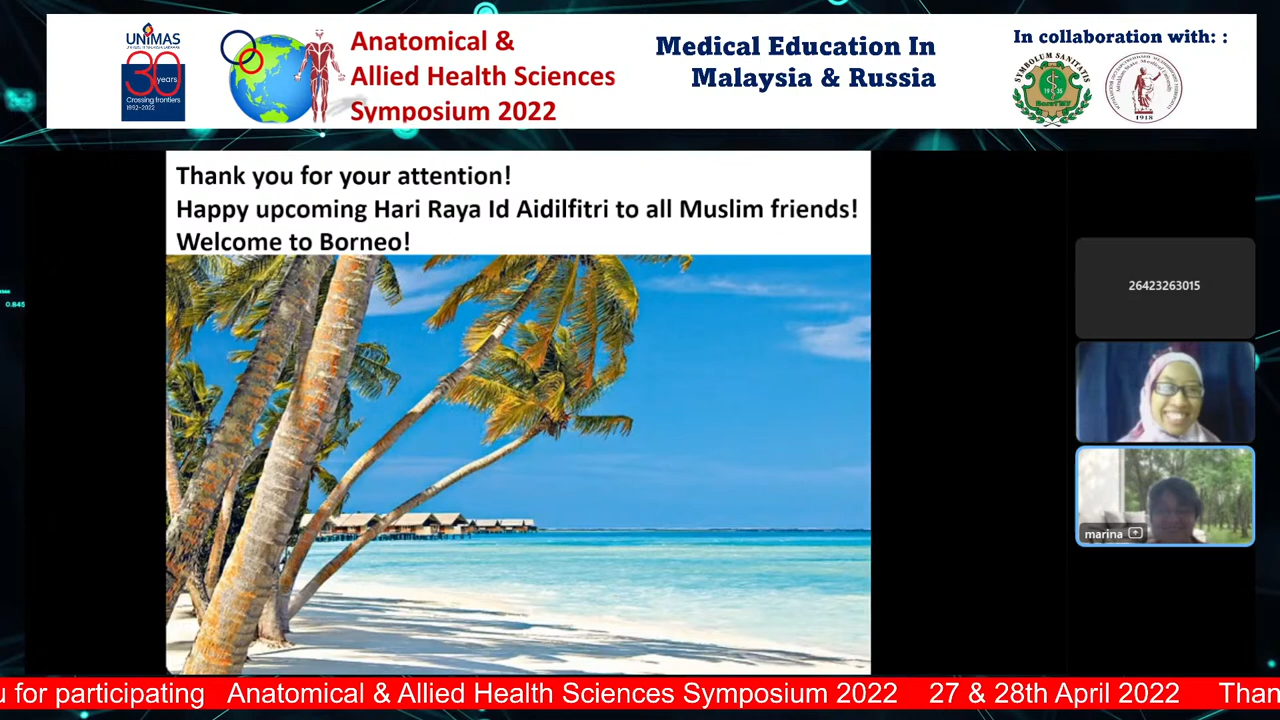 UNIMAS
30
years
Crossing frontiers
1992-2022
Anatomical &
Allied Health Sciences
Symposium 2022
Medical Education In
Malaysia & Russia
In collaboration with: :
SYMBOLUM SANITATIS
1935
1918
Thank you for your attention!
Happy upcoming Hari Raya Id Aidilfitri to all Muslim friends!
Welcome to Borneo!
0.845
26423263015
marina
u for participating Anatomical & Allied Health Sciences Symposium 2022 27 & 28th April 2022 Than